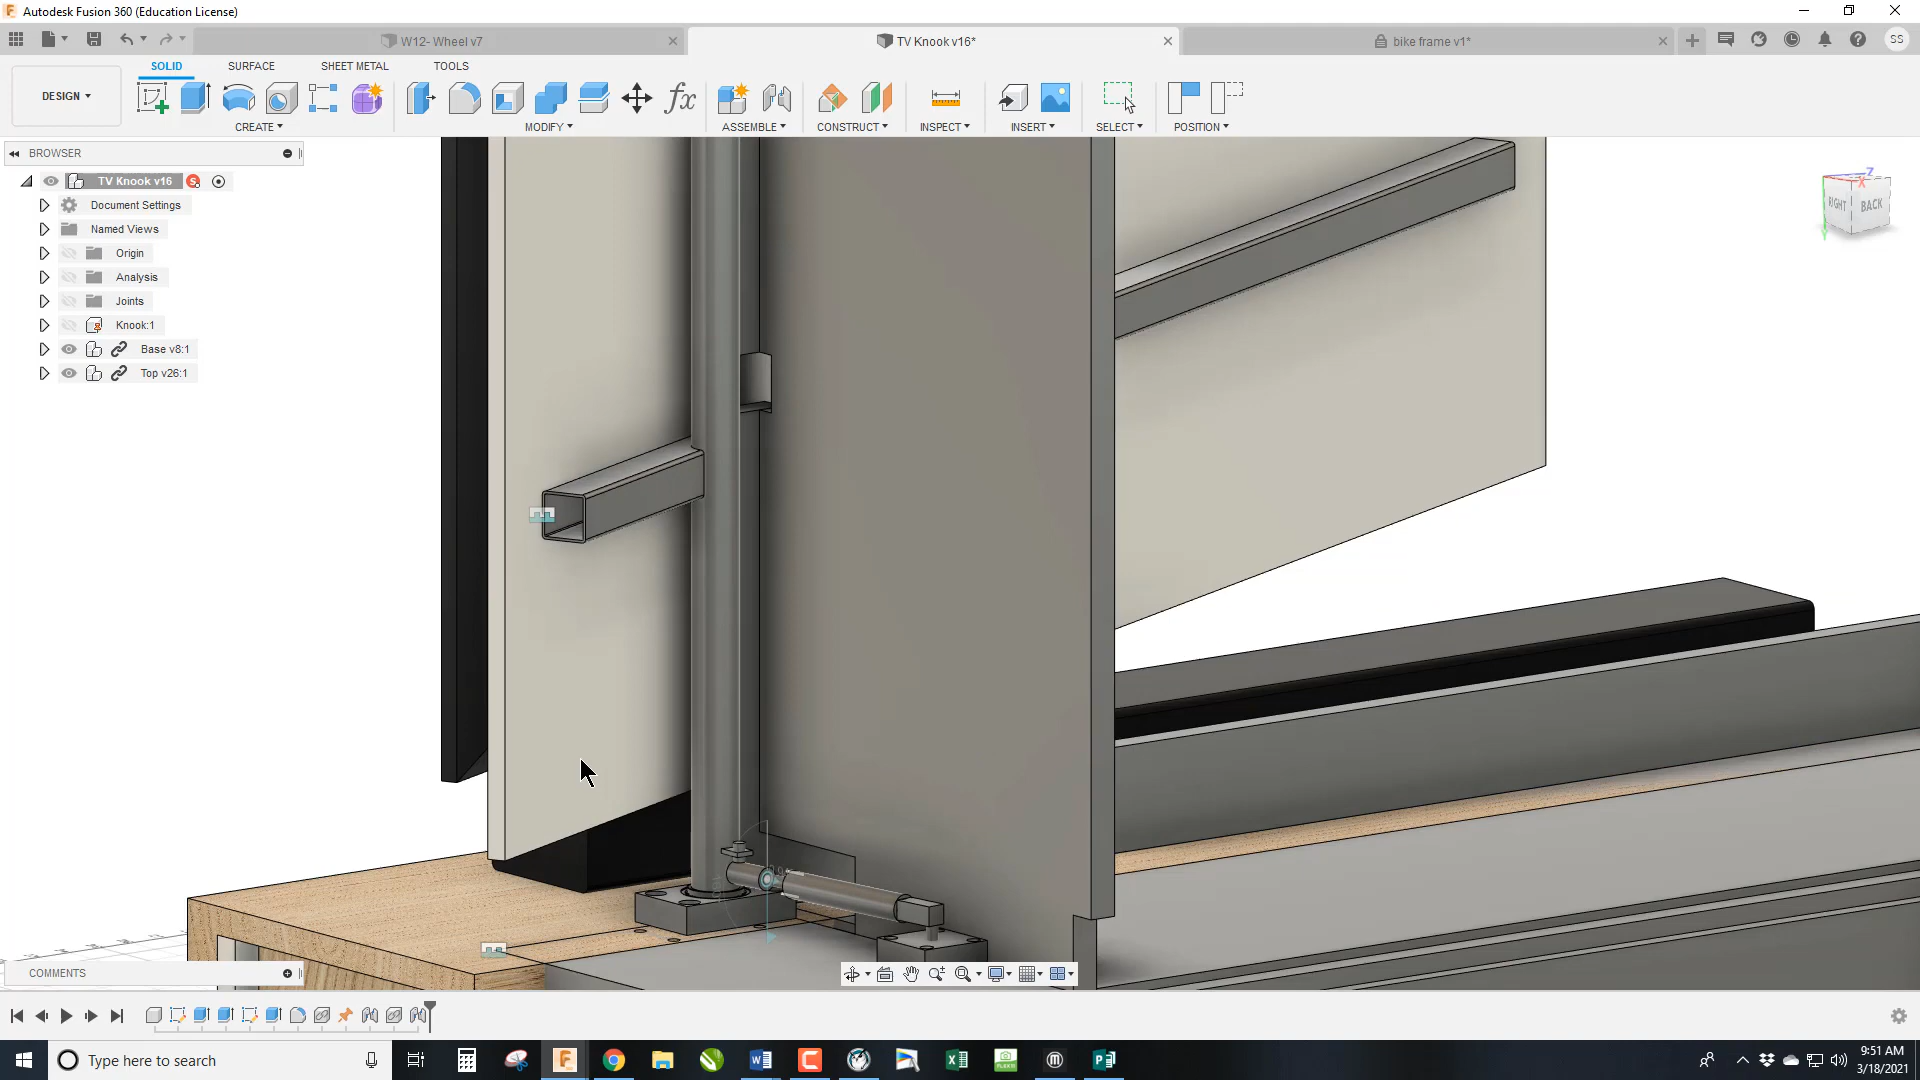 Autodesk Fusion 360 (Education License)
W12- Wheel v7
TV Knook v16*
bike frame v1*
SS
SOLID
SURFACE
SHEET METAL
TOOLS
DESIGN
CREATE
MODIFY
ASSEMBLE
CONSTRUCT
INSPECT
INSERT
SELECT
POSITION
BROWSER
TV Knook v16
Document Settings
Named Views
Origin
Analysis
Joints
Knook:1
Base v8:1
Top v26:1
Z
X
Y
RIGHT
BACK
COMMENTS
Type here to search
9:51 AM
3/18/2021